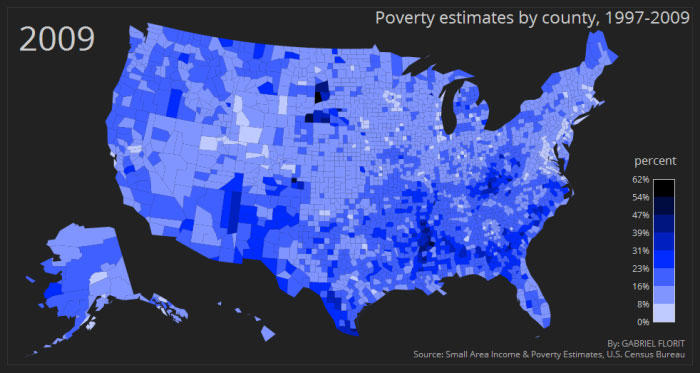 Poverty estimates by county, 1997-2009
2009
percent
62%
54%
47%
39%
31%
23%
16%
8%
0%
By: GABRIEL FLORIT
Source: Small Area Income & Poverty Estimates, U.S. Census Bureau